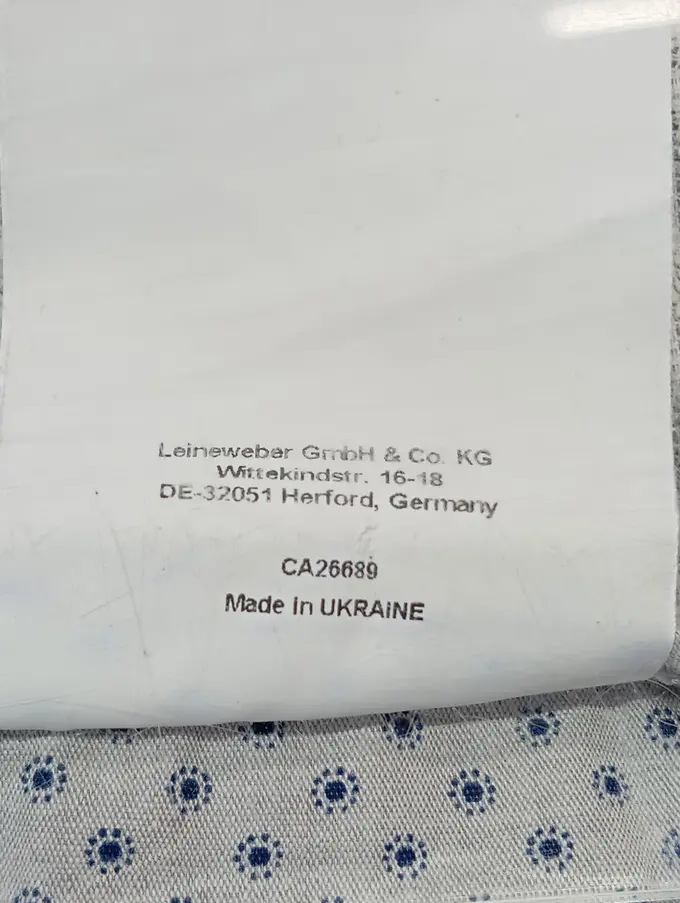 Leineweber GmbH & Co. KG
Wittekindstr. 16-18
DE-32051 Herford, Germany
CA26689
Made in UKRAINE